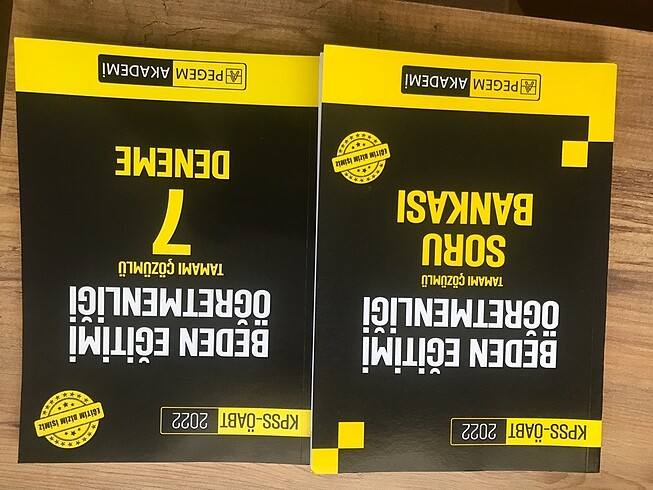 KPSS-ÖABT 2022
BEDEN EĞİTİMİ
ÖĞRETMENLİĞİ
TAMAMI ÇÖZÜMLÜ
SORU
BANKASI
EĞİTİM BİZİM İŞİMİZ
PEGEM AKADEMİ
KPSS-ÖABT 2022
EĞİTİM BİZİM İŞİMİZ
BEDEN EĞİTİMİ
ÖĞRETMENLİĞİ
TAMAMI ÇÖZÜMLÜ
7
DENEME
PEGEM AKADEMİ